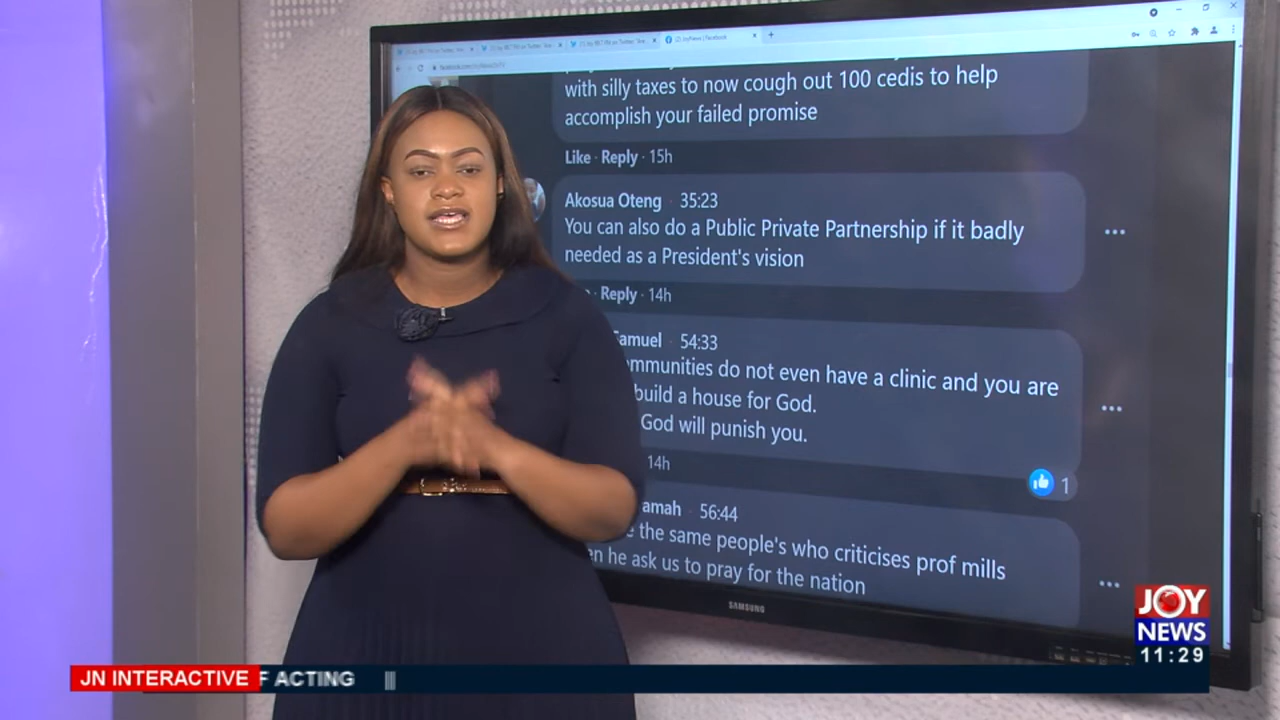 with silly taxes to now cough out 100 cedis to help
accomplish your failed promise
Like · Reply · 15h
Akosua Oteng · 35:23
You can also do a Public Private Partnership if it badly
needed as a President's vision
· Reply · 14h
Samuel · 54:33
mmunities do not even have a clinic and you are
build a house for God.
God will punish you.
14h
1
amah · 56:44
the same people's who criticises prof mills
en he ask us to pray for the nation
SAMSUNG
JOY
NEWS
11:29
JN INTERACTIVE
F ACTING